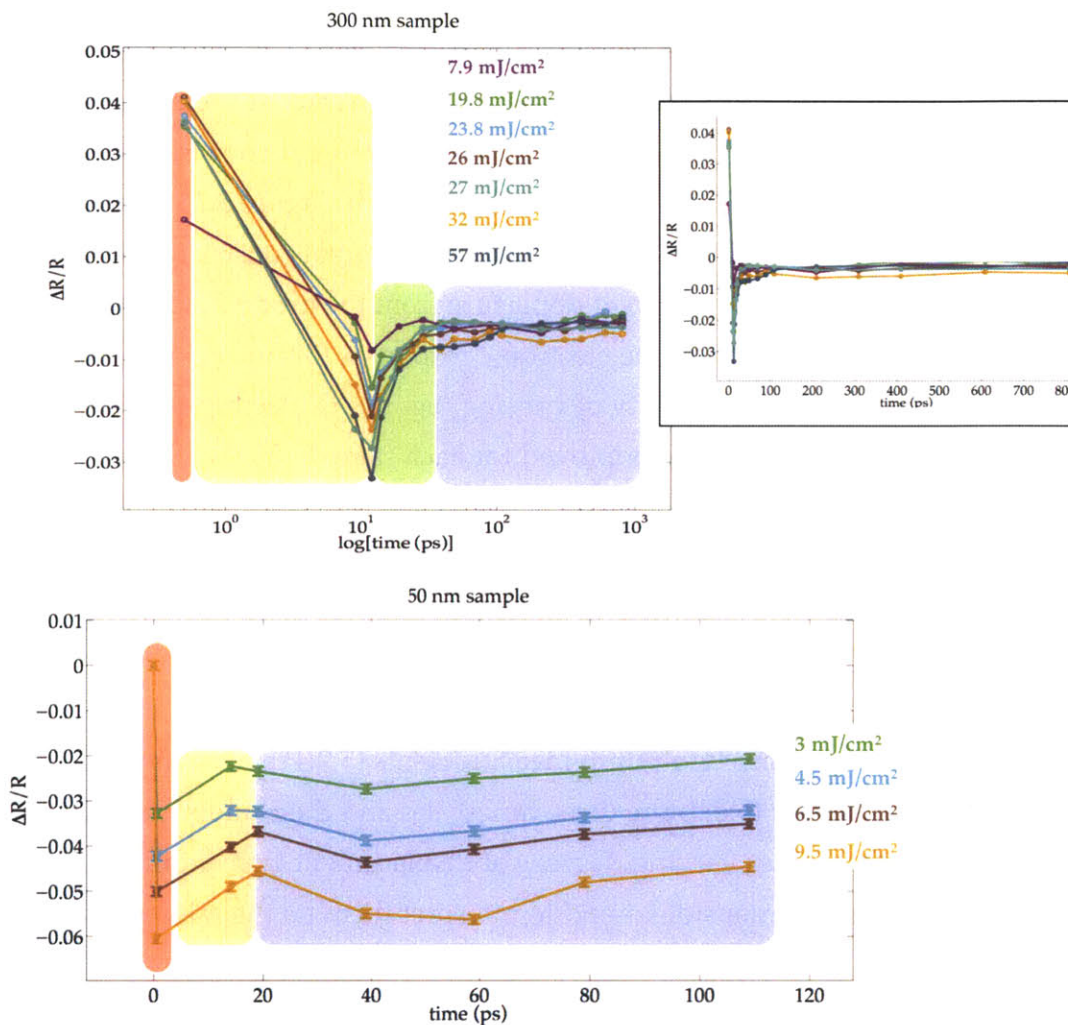 300 nm sample
0.05
0.04
0.03
0.02
0.01
0
−0.01
−0.02
−0.03
ΔR/R
10⁰
10¹
10²
10³
log[time (ps)]
7.9 mJ/cm²
19.8 mJ/cm²
23.8 mJ/cm²
26 mJ/cm²
27 mJ/cm²
32 mJ/cm²
57 mJ/cm²
0.04
0.03
0.02
0.01
0
−0.01
−0.02
−0.03
ΔR/R
0 100 200 300 400 500 600 700 800
time (ps)
50 nm sample
0.01
0
−0.01
−0.02
−0.03
−0.04
−0.05
−0.06
ΔR/R
0 20 40 60 80 100 120
time (ps)
3 mJ/cm²
4.5 mJ/cm²
6.5 mJ/cm²
9.5 mJ/cm²